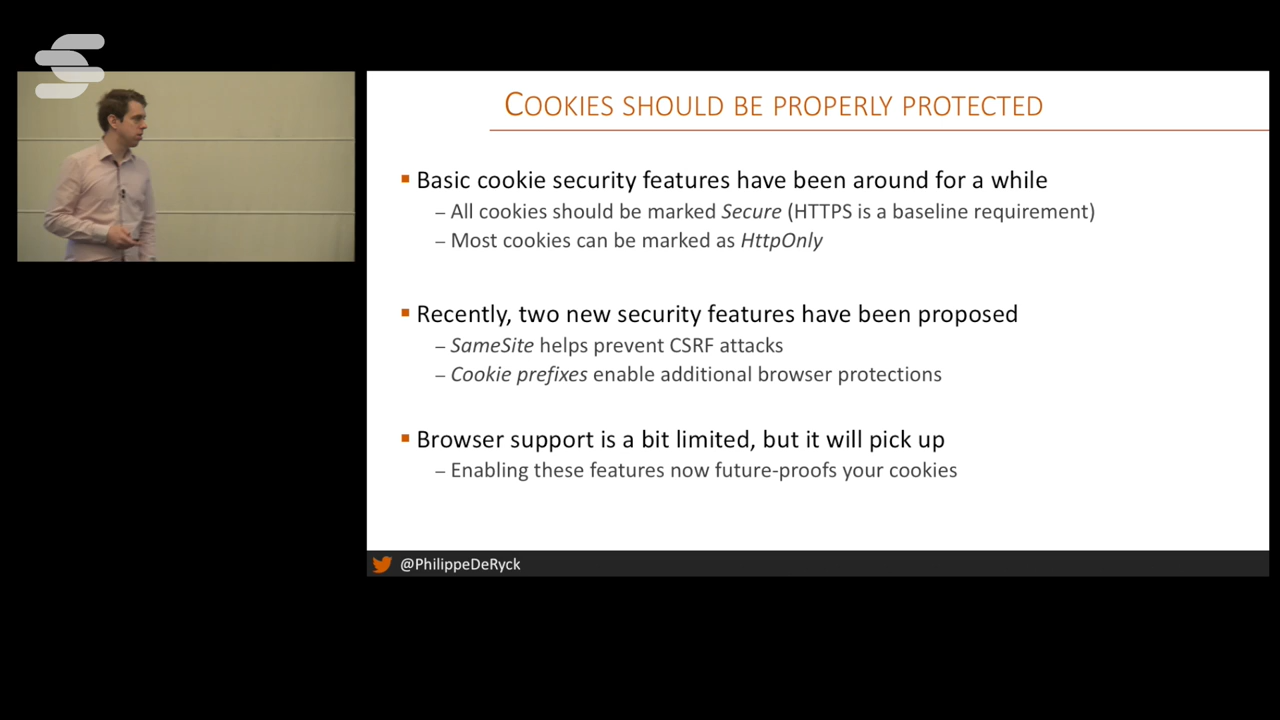 COOKIES SHOULD BE PROPERLY PROTECTED
▪ Basic cookie security features have been around for a while
– All cookies should be marked Secure (HTTPS is a baseline requirement)
– Most cookies can be marked as HttpOnly
▪ Recently, two new security features have been proposed
– SameSite helps prevent CSRF attacks
– Cookie prefixes enable additional browser protections
▪ Browser support is a bit limited, but it will pick up
– Enabling these features now future-proofs your cookies
@PhilippeDeRyck